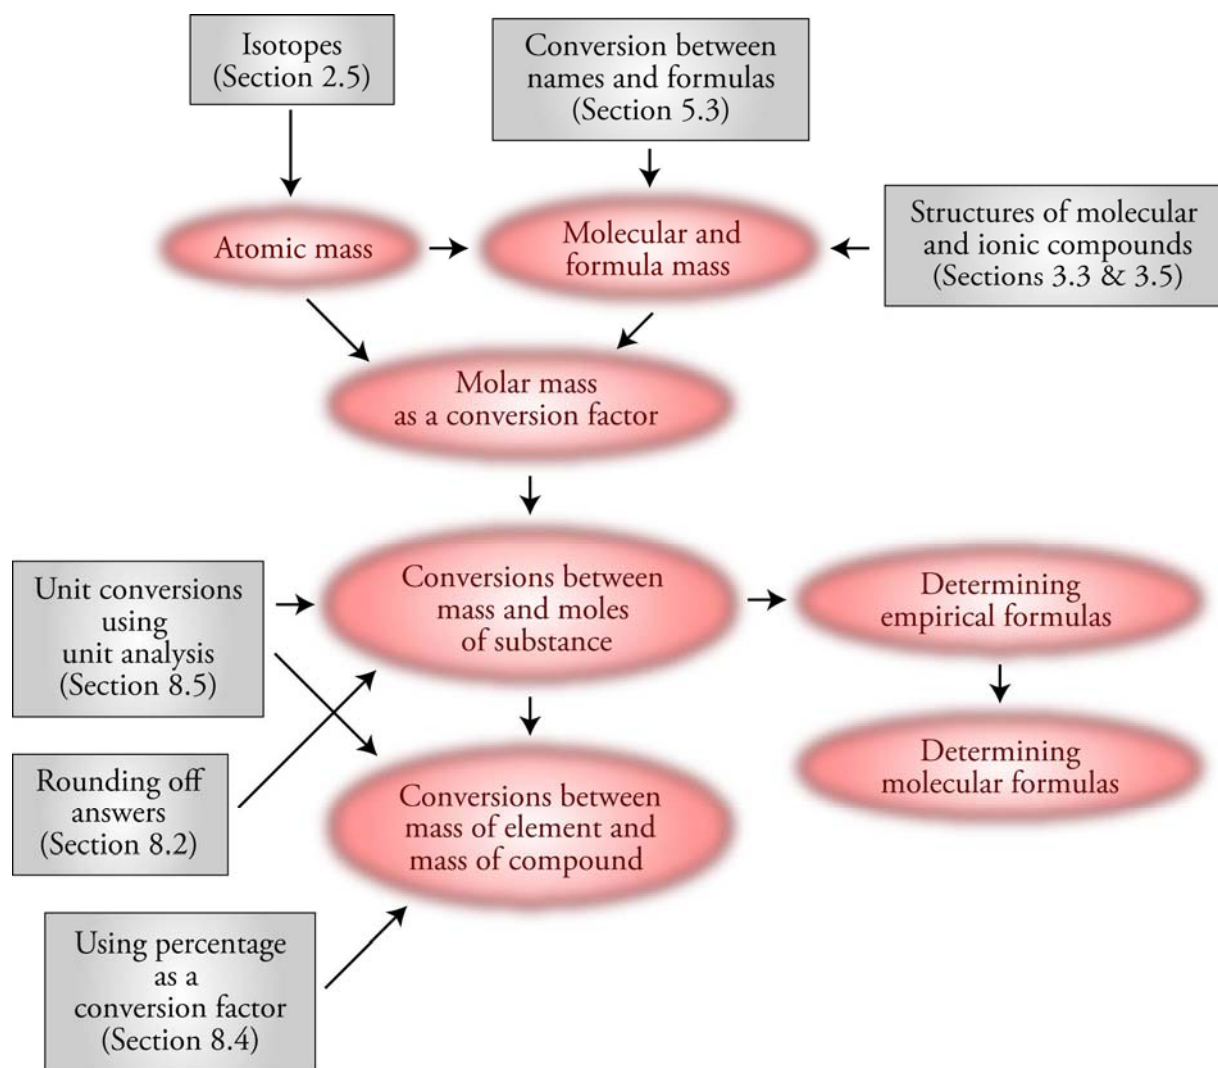 Isotopes
(Section 2.5)
Conversion between
names and formulas
(Section 5.3)
Atomic mass
Molecular and
formula mass
Structures of molecular
and ionic compounds
(Sections 3.3 & 3.5)
Molar mass
as a conversion factor
Unit conversions
using
unit analysis
(Section 8.5)
Conversions between
mass and moles
of substance
Determining
empirical formulas
Determining
molecular formulas
Rounding off
answers
(Section 8.2)
Conversions between
mass of element and
mass of compound
Using percentage
as a
conversion factor
(Section 8.4)